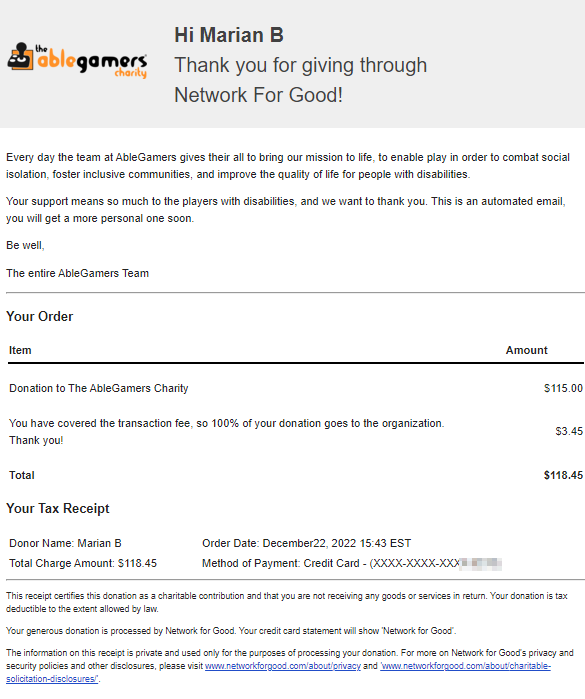 the
ablegamers
charity
Hi Marian B
Thank you for giving through
Network For Good!
Every day the team at AbleGamers gives their all to bring our mission to life, to enable play in order to combat social
isolation, foster inclusive communities, and improve the quality of life for people with disabilities.
Your support means so much to the players with disabilities, and we want to thank you. This is an automated email,
you will get a more personal one soon.
Be well,
The entire AbleGamers Team
Your Order
Item Amount
Donation to The AbleGamers Charity $115.00
You have covered the transaction fee, so 100% of your donation goes to the organization.
Thank you! $3.45
Total $118.45
Your Tax Receipt
Donor Name: Marian B Order Date: December22, 2022 15:43 EST
Total Charge Amount: $118.45 Method of Payment: Credit Card - (XXXX-XXXX-XXX
This receipt certifies this donation as a charitable contribution and that you are not receiving any goods or services in return. Your donation is tax
deductible to the extent allowed by law.
Your generous donation is processed by Network for Good. Your credit card statement will show 'Network for Good'.
The information on this receipt is private and used only for the purposes of processing your donation. For more on Network for Good's privacy and
security policies and other disclosures, please visit www.networkforgood.com/about/privacy and 'www.networkforgood.com/about/charitable-
solicitation-disclosures/'.